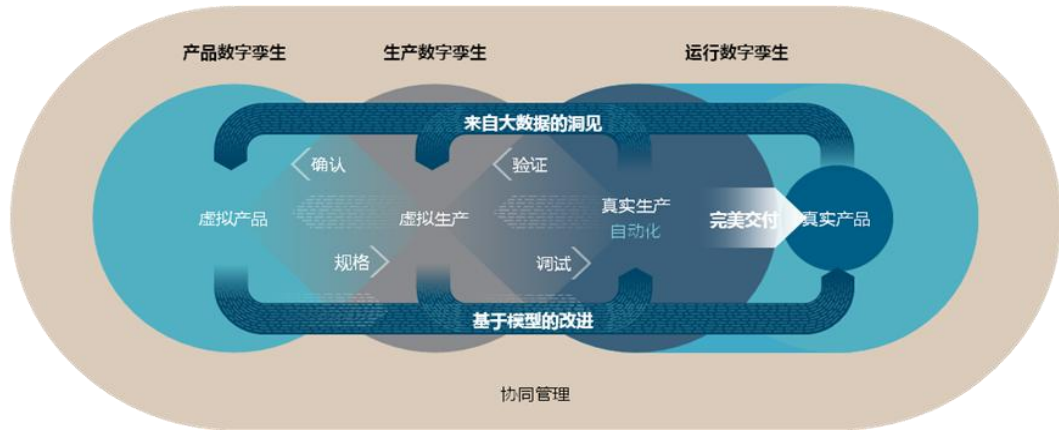 产品数字孪生
生产数字孪生
运行数字孪生
来自大数据的洞见
确认
验证
虚拟产品
虚拟生产
真实生产
自动化
完美交付
真实产品
规格
调试
基于模型的改进
协同管理